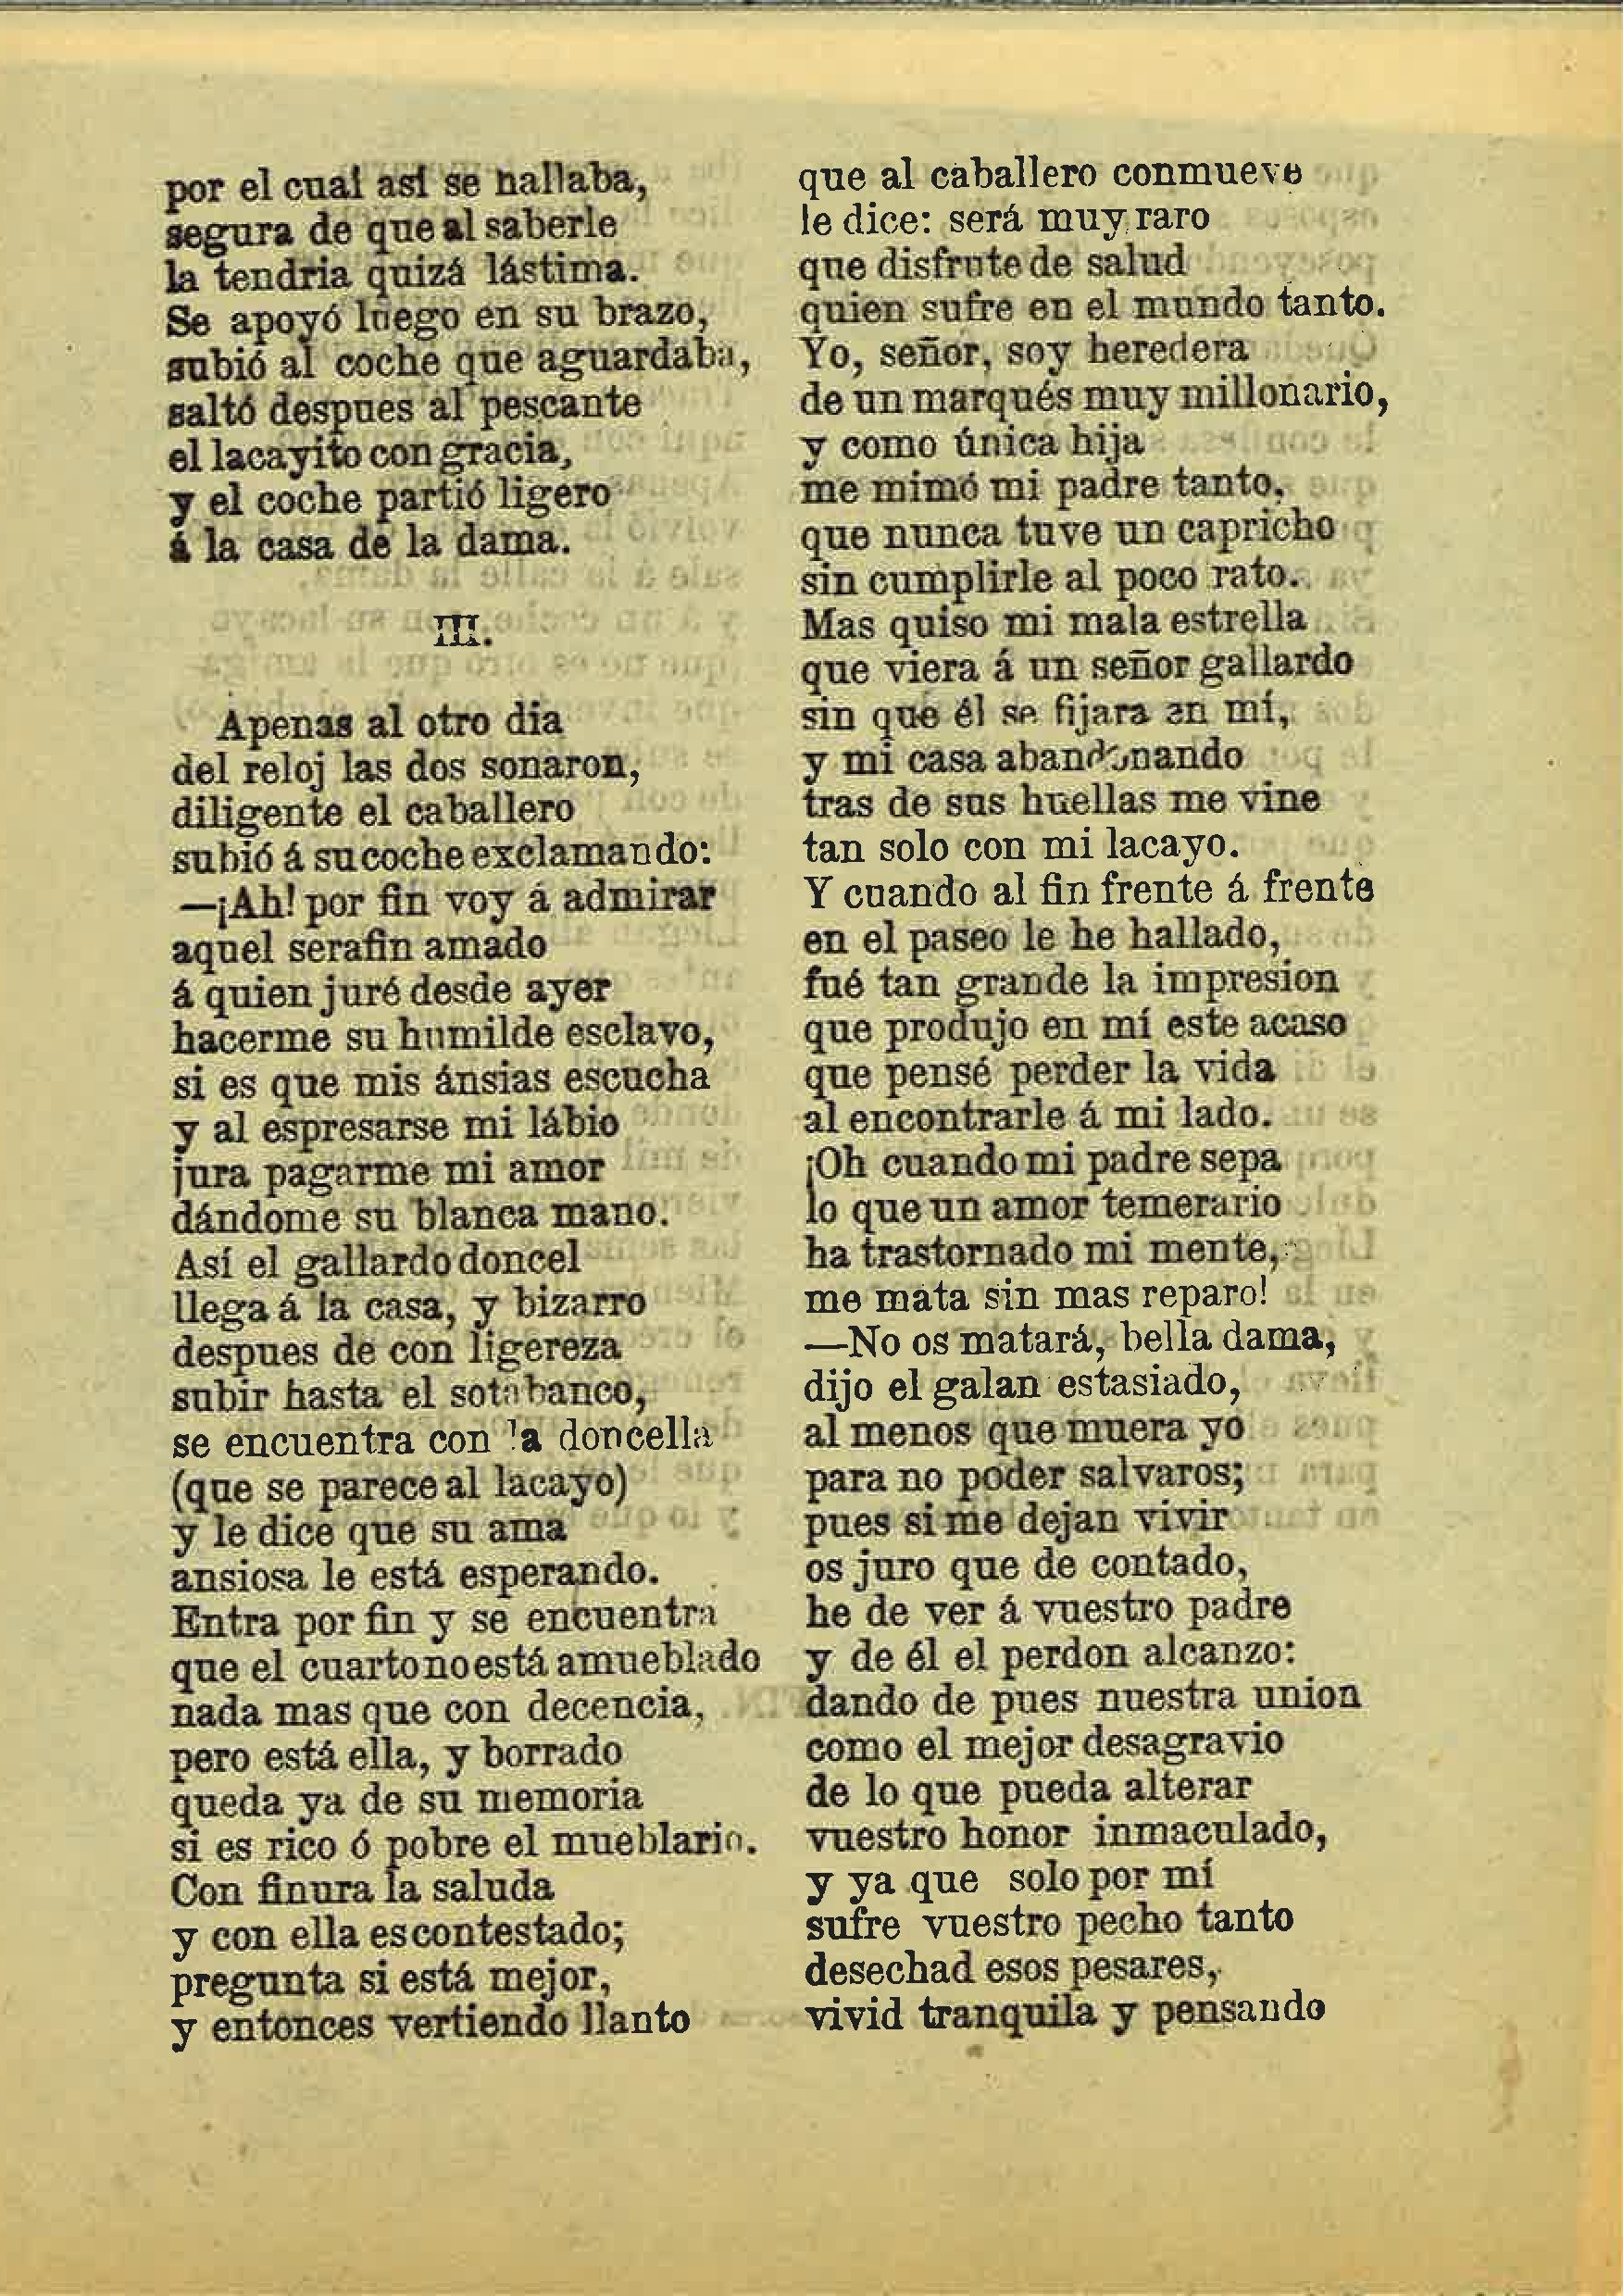 por el cual así se hallaba,
segura de que al saberle
la tendria quizá lástima.
Se apoyó luego en su brazo,
subió al coche que aguardaba,
saltó despues al pescante
el lacayito con gracia,
y el coche partió ligero
á la casa de la dama.
III.
Apenas al otro dia
del reloj las dos sonaron,
diligente el caballero
subió á su coche exclamando:
—¡Ah! por fin voy á admirar
aquel serafin amado
á quien juré desde ayer
hacerme su humilde esclavo,
si es que mis ánsias escucha
y al espresarse mi lábio
jura pagarme mi amor
dándome su blanca mano.
Así el gallardo doncel
llega á la casa, y bizarro
despues de con ligereza
subir hasta el sotabanco,
se encuentra con la doncella
(que se parece al lacayo)
y le dice que su ama
ansiosa le está esperando.
Entra por fin y se encuentra
que el cuarto no está amueblado
nada mas que con decencia,
pero está ella, y borrado
queda ya de su memoria
si es rico ó pobre el mueblario.
Con finura la saluda
y con ella es contestado;
pregunta si está mejor,
y entonces vertiendo llanto
que al caballero conmueve
le dice: será muy raro
que disfrute de salud
quien sufre en el mundo tanto.
Yo, señor, soy heredera
de un marqués muy millonario,
y como única hija
me mimó mi padre tanto,
que nunca tuve un capricho
sin cumplirle al poco rato.
Mas quiso mi mala estrella
que viera á un señor gallardo
sin que él se fijara en mí,
y mi casa abandonando
tras de sus huellas me vine
tan solo con mi lacayo.
Y cuando al fin frente á frente
en el paseo le he hallado,
fué tan grande la impresion
que produjo en mí este acaso
que pensé perder la vida
al encontrarle á mi lado.
¡Oh cuando mi padre sepa
lo que un amor temerario
ha trastornado mi mente,
me mata sin mas reparo!
—No os matará, bella dama,
dijo el galan estasiado,
al menos que muera yo
para no poder salvaros;
pues si me dejan vivir
os juro que de contado,
he de ver á vuestro padre
y de él el perdon alcanzo:
dando de pues nuestra union
como el mejor desagravio
de lo que pueda alterar
vuestro honor inmaculado,
y ya que solo por mí
sufre vuestro pecho tanto
desechad esos pesares,
vivid tranquila y pensando